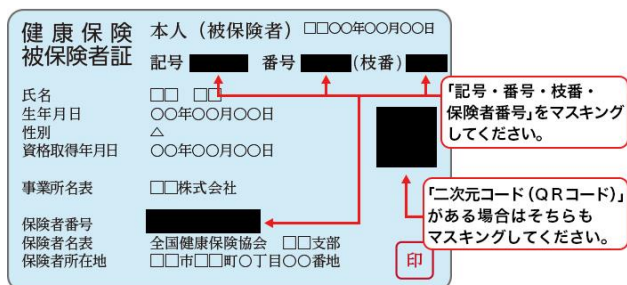 健康保険
被保険者証
本人（被保険者） □□○○年○○月○○日
記号 番号 (枝番)
氏名 □□ □□
生年月日 ○○年○○月○○日
性別 △
資格取得年月日 ○○年○○月○○日
事業所名表 □□株式会社
保険者番号
保険者名表 全国健康保険協会 □□支部
保険者所在地 □□市□□町○丁目○○番地
印
「記号・番号・枝番・
保険者番号」をマスキング
してください。
「二次元コード（QRコード）」
がある場合はそちらも
マスキングしてください。